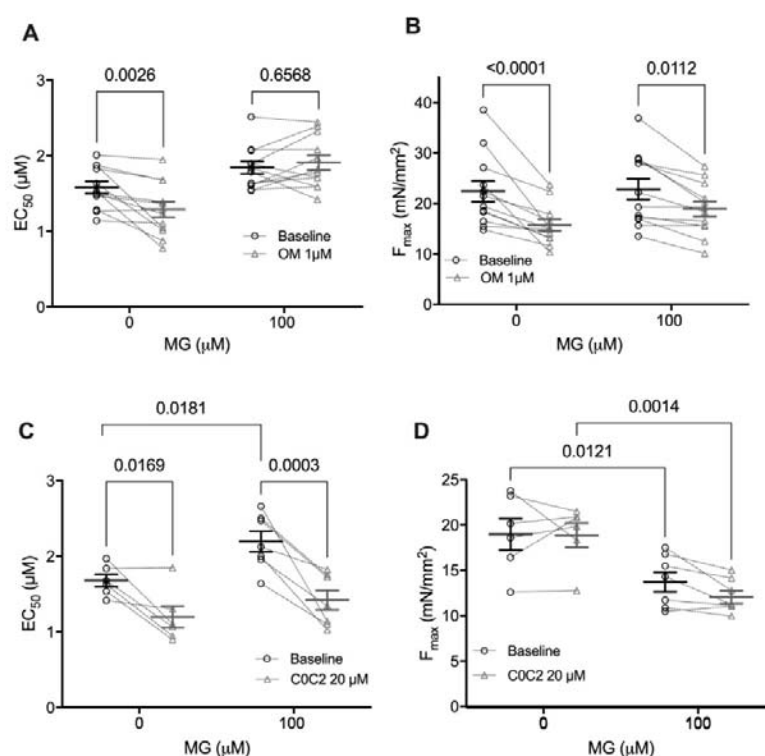 A
0.0026 0.6568
3
2
1
0
EC50 (µM)
Baseline
OM 1µM
0 100
MG (µM)
B
<0.0001 0.0112
40
30
20
10
0
Fmax (mN/mm²)
Baseline
OM 1µM
0 100
MG (µM)
C
0.0181
0.0169 0.0003
3
2
1
0
EC50 (µM)
Baseline
C0C2 20 µM
0 100
MG (µM)
D
0.0014
0.0121
25
20
15
10
5
0
Fmax (mN/mm²)
Baseline
C0C2 20 µM
0 100
MG (µM)